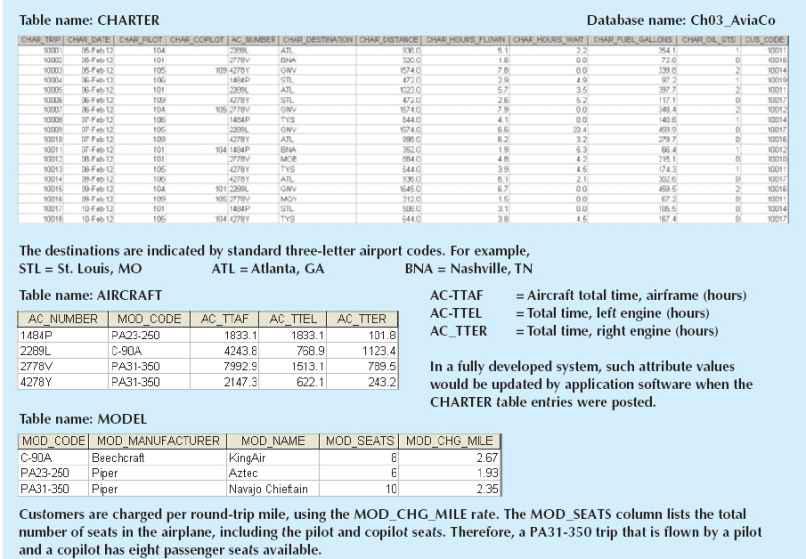 Table name: CHARTER Database name: Ch03_AviaCo
CHAR_TRIP CHAR_DATE CHAR_PILOT CHAR_COPILOT AC_NUMBER CHAR_DESTINATION CHAR_DISTANCE CHAR_HOURS_FLOWN CHAR_HOURS_WAIT CHAR_FUEL_GALLONS CHAR_OIL_QTS CUS_CODE
10001 05-Feb-12 104 2289L ATL 936.0 5.1 2.2 354.1 1 10011
10002 05-Feb-12 101 2778V BNA 320.0 1.6 0.0 72.6 0 10016
10003 05-Feb-12 105 109 4278Y GNV 1574.0 7.8 0.0 339.8 2 10014
10004 06-Feb-12 106 1484P STL 472.0 2.9 4.9 97.2 1 10019
10005 06-Feb-12 101 2289L ATL 1023.0 5.7 3.5 397.7 2 10011
10006 06-Feb-12 109 4278Y STL 472.0 2.6 5.2 117.1 0 10017
10007 06-Feb-12 104 105 2778V GNV 1574.0 7.9 0.0 348.4 2 10012
10008 07-Feb-12 106 1484P TYS 644.0 4.1 0.0 140.6 1 10014
10009 07-Feb-12 105 2289L GNV 1574.0 6.6 23.4 459.9 0 10017
10010 07-Feb-12 109 4278Y ATL 998.0 6.2 3.2 279.7 0 10016
10011 07-Feb-12 101 104 1484P BNA 352.0 1.9 5.3 66.4 1 10012
10012 08-Feb-12 101 2778V MOB 884.0 4.8 4.2 215.1 0 10010
10013 08-Feb-12 105 4278Y TYS 644.0 3.9 4.5 174.3 1 10011
10014 09-Feb-12 106 4278Y ATL 936.0 6.1 2.1 302.6 0 10017
10015 09-Feb-12 104 101 2289L GNV 1645.0 6.7 0.0 459.5 2 10016
10016 09-Feb-12 109 105 2778V MQY 312.0 1.5 0.0 67.2 0 10011
10017 10-Feb-12 101 1484P STL 508.0 3.1 0.0 105.5 0 10014
10018 10-Feb-12 105 104 4278Y TYS 644.0 3.8 4.5 167.4 0 10017
The destinations are indicated by standard three-letter airport codes. For example,
STL = St. Louis, MO ATL = Atlanta, GA BNA = Nashville, TN
Table name: AIRCRAFT
AC_NUMBER MOD_CODE AC_TTAF AC_TTEL AC_TTER
1484P PA23-250 1833.1 1833.1 101.8
2289L C-90A 4243.8 768.9 1123.4
2778V PA31-350 7992.9 1513.1 789.5
4278Y PA31-350 2147.3 622.1 243.2
AC-TTAF = Aircraft total time, airframe (hours)
AC-TTEL = Total time, left engine (hours)
AC_TTER = Total time, right engine (hours)
In a fully developed system, such attribute values
would be updated by application software when the
CHARTER table entries were posted.
Table name: MODEL
MOD_CODE MOD_MANUFACTURER MOD_NAME MOD_SEATS MOD_CHG_MILE
C-90A Beechcraft KingAir 8 2.67
PA23-250 Piper Aztec 6 1.93
PA31-350 Piper Navajo Chieftain 10 2.35
Customers are charged per round-trip mile, using the MOD_CHG_MILE rate. The MOD_SEATS column lists the total
number of seats in the airplane, including the pilot and copilot seats. Therefore, a PA31-350 trip that is flown by a pilot
and a copilot has eight passenger seats available.